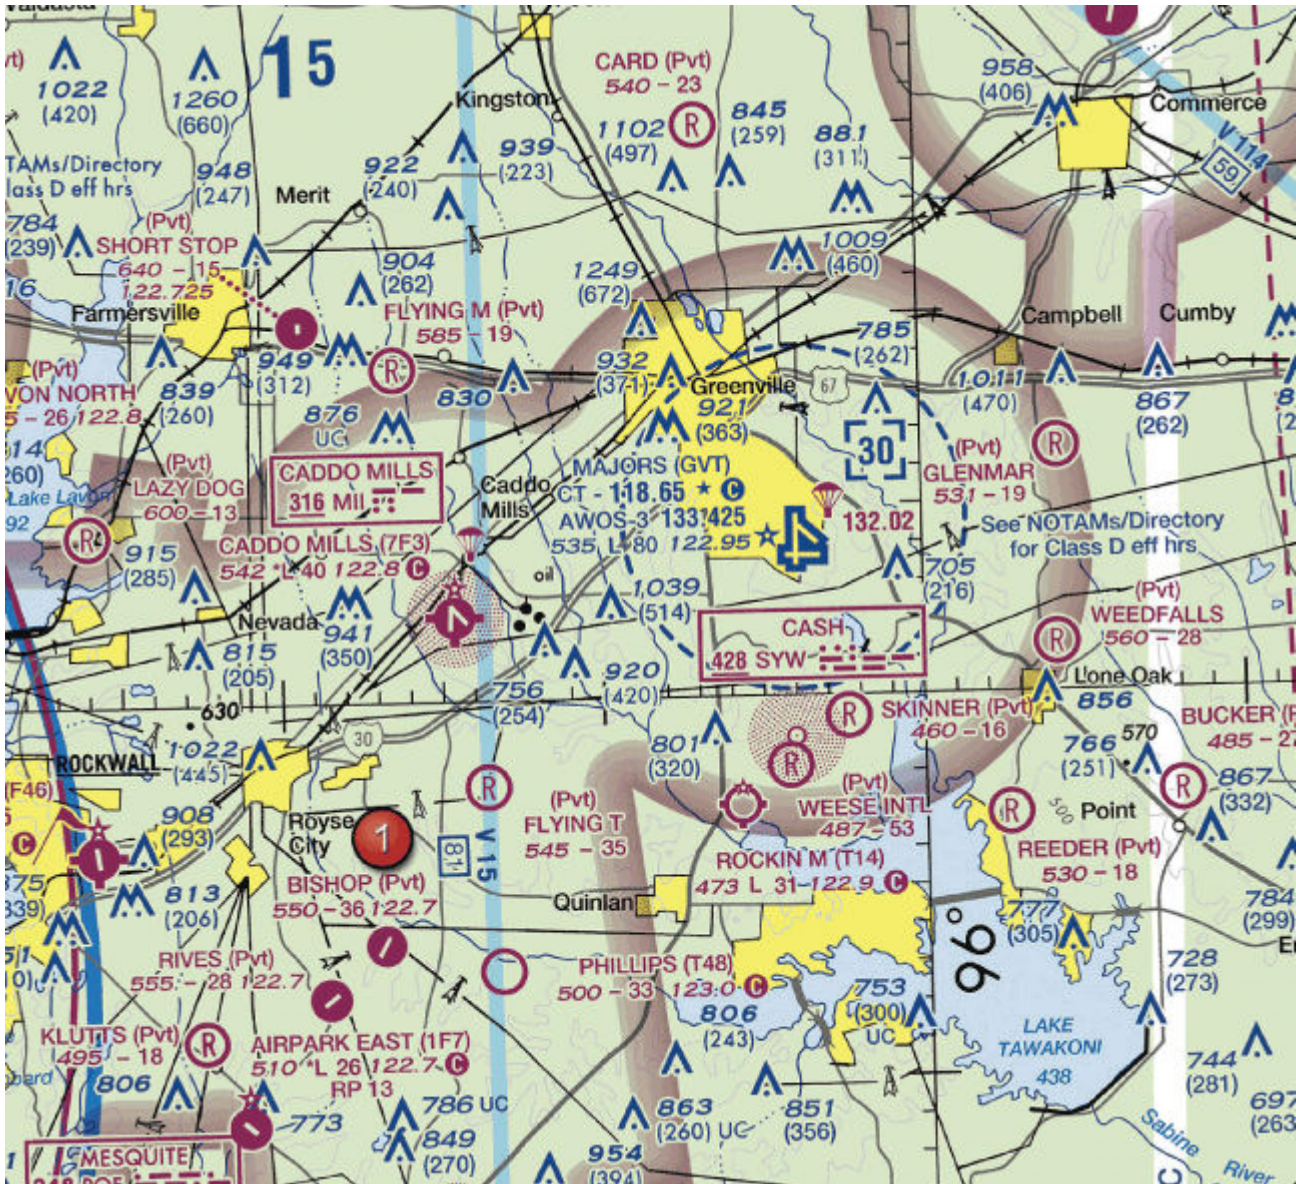 1022
(420)
1260
(660)
15
Kingston
CARD (Pvt)
540 - 23
R
1102
(497)
845
(259)
881
(311)
958
(406)
Commerce
V 114
59
TAMs/Directory
lass D eff hrs
948
(247)
922
(240)
939
(223)
Merit
784
(239)
(Pvt)
SHORT STOP
640 - 15
122.725
16
Farmersville
904
(262)
FLYING M (Pvt)
585 - 19
R
1249
(672)
1009
(460)
785
(262)
Campbell
Cumby
949
(312)
932
(371)
Greenville
67
1011
(470)
867
(262)
(Pvt)
VON NORTH
5 - 26 122.8
839
(260)
876
UC
830
921
(363)
30
(Pvt)
GLENMAR
531 - 19
R
14
260)
Lake Lavon
92
(Pvt)
LAZY DOG
600 - 13
R
CADDO MILLS
316 MII
Caddo
Mills
MAJORS (GVT)
CT - 118.65 ★ C
AWOS-3 133.425
535 L 80 122.95
4
132.02
See NOTAMs/Directory
for Class D eff hrs
CADDO MILLS (7F3)
542 *L 40 122.8 C
915
(285)
oil
1039
(514)
705
(216)
(Pvt)
WEEDFALLS
560 - 28
R
Nevada
941
(350)
815
(205)
CASH
428 SYW
920
(420)
756
(254)
Lone Oak
856
630
30
801
(320)
R
SKINNER (Pvt)
460 - 16
R
BUCKER (P
485 - 27
766
(251)
570
1022
(445)
ROCKWALL
(F46)
R
(Pvt)
WEESE INTL
487 - 53
R
867
(332)
C
908
(293)
Royse
City
1
V 15
81
(Pvt)
FLYING T
545 - 35
R
500
Point
REEDER (Pvt)
530 - 18
ROCKIN M (T14)
473 L 31 122.9 C
875
339)
BISHOP (Pvt)
550 - 36 122.7
813
(206)
Quinlan
96°
777
(305)
784
(299)
RIVES (Pvt)
555 - 28 122.7
PHILLIPS (T48)
500 - 33 123.0 C
806
(243)
753
(300)
UC
728
(273)
KLUTTS (Pvt)
495 - 18
R
AIRPARK EAST (1F7)
510 *L 26 122.7 C
RP 13
LAKE
TAWAKONI
438
744
(281)
806
773
786 UC
849
(270)
863
(260) UC
851
(356)
697
(263
954
(394)
MESQUITE
Sabine
River